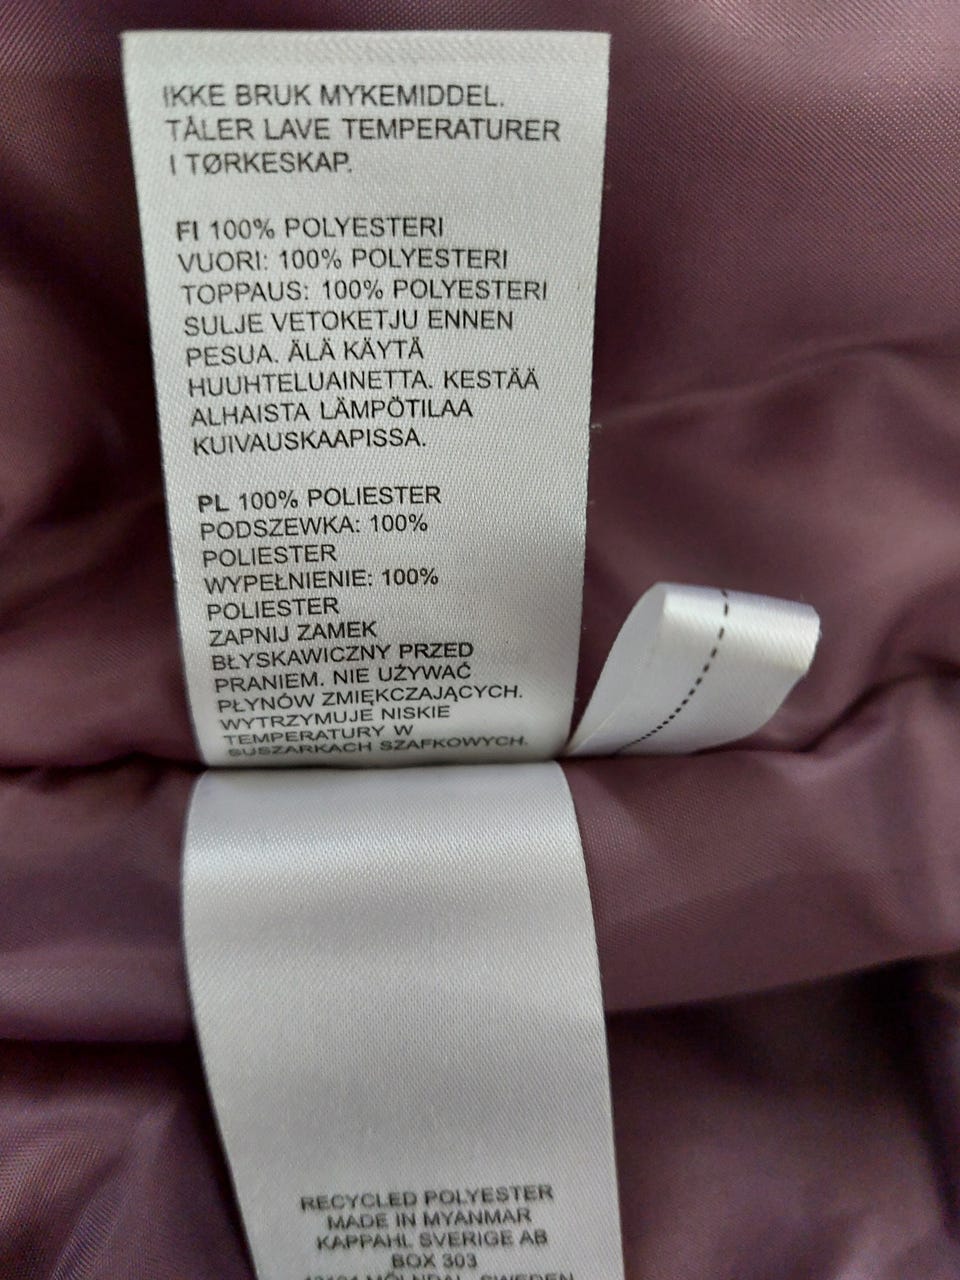 IKKE BRUK MYKEMIDDEL.
TÅLER LAVE TEMPERATURER
I TØRKESKAP.
FI 100% POLYESTERI
VUORI: 100% POLYESTERI
TOPPAUS: 100% POLYESTERI
SULJE VETOKETJU ENNEN
PESUA. ÄLÄ KÄYTÄ
HUUHTELUAINETTA. KESTÄÄ
ALHAISTA LÄMPÖTILAA
KUIVAUSKAAPISSA.
PL 100% POLIESTER
PODSZEWKA: 100%
POLIESTER
WYPEŁNIENIE: 100%
POLIESTER
ZAPNIJ ZAMEK
BŁYSKAWICZNY PRZED
PRANIEM. NIE UŻYWAĆ
PŁYNÓW ZMIĘKCZAJĄCYCH.
WYTRZYMUJE NISKIE
TEMPERATURY W
SUSZARKACH SZAFKOWYCH.
RECYCLED POLYESTER
MADE IN MYANMAR
KAPPAHL SVERIGE AB
BOX 303
MÖLNDAL, SWEDEN